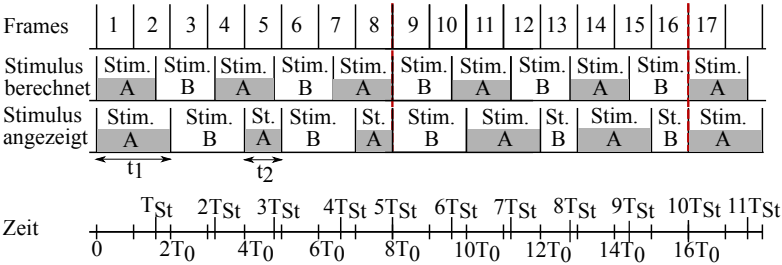 Frames 1 2 3 4 5 6 7 8 9 10 11 12 13 14 15 16 17
Stimulus berechnet Stim. Stim. Stim. Stim. Stim. Stim. Stim. Stim. Stim. Stim. Stim.
A B A B A B A B A B A
Stimulus angezeigt Stim. Stim. St. Stim. St. Stim. Stim. St. Stim. St. Stim.
A B A B A B A B A B A
t1 t2
TSt 2TSt 3TSt 4TSt 5TSt 6TSt 7TSt 8TSt 9TSt 10TSt 11TSt
Zeit
0 2T0 4T0 6T0 8T0 10T0 12T0 14T0 16T0